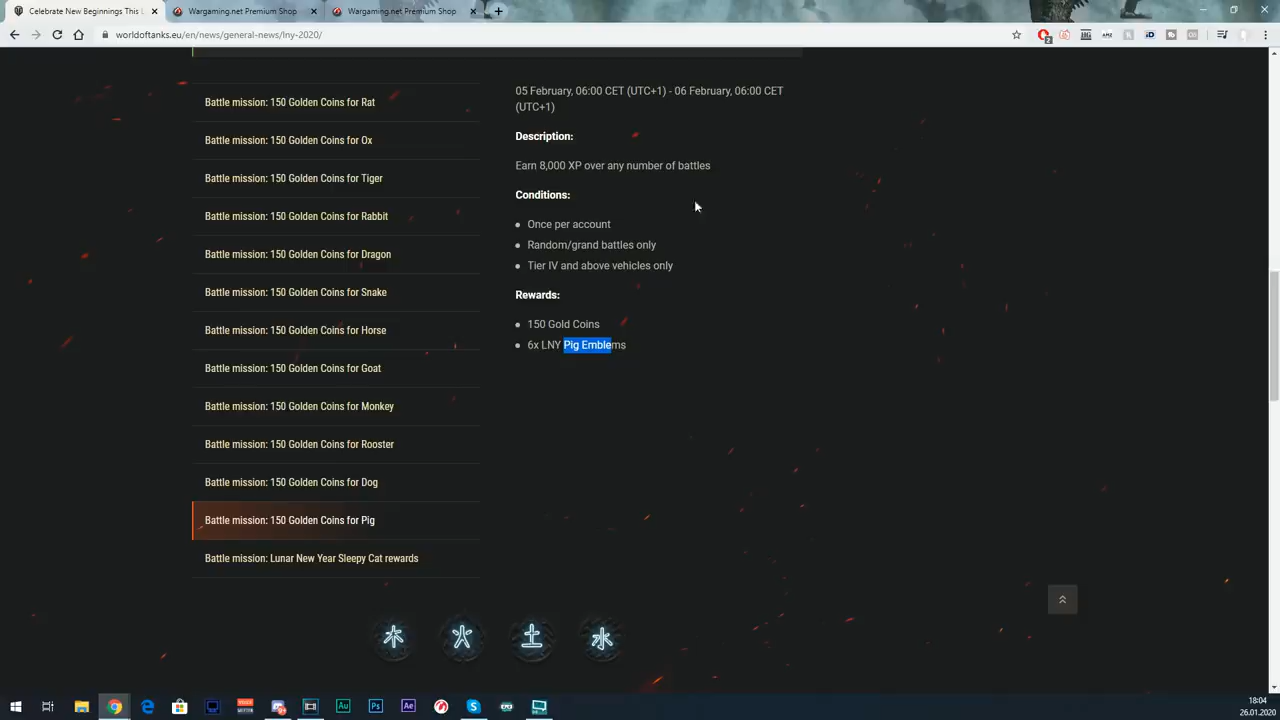 Celebrate New Beginnings This L
Wargaming.net Premium Shop
Wargaming.net Premium Shop
worldoftanks.eu/en/news/general-news/lny-2020/
Battle mission: 150 Golden Coins for Rat
Battle mission: 150 Golden Coins for Ox
Battle mission: 150 Golden Coins for Tiger
Battle mission: 150 Golden Coins for Rabbit
Battle mission: 150 Golden Coins for Dragon
Battle mission: 150 Golden Coins for Snake
Battle mission: 150 Golden Coins for Horse
Battle mission: 150 Golden Coins for Goat
Battle mission: 150 Golden Coins for Monkey
Battle mission: 150 Golden Coins for Rooster
Battle mission: 150 Golden Coins for Dog
Battle mission: 150 Golden Coins for Pig
Battle mission: Lunar New Year Sleepy Cat rewards
05 February, 06:00 CET (UTC+1) - 06 February, 06:00 CET
(UTC+1)
Description:
Earn 8,000 XP over any number of battles
Conditions:
Once per account
Random/grand battles only
Tier IV and above vehicles only
Rewards:
150 Gold Coins
6x LNY Pig Emblems
木 火 土 水
Au Ps Ae
18:04
26.01.2020